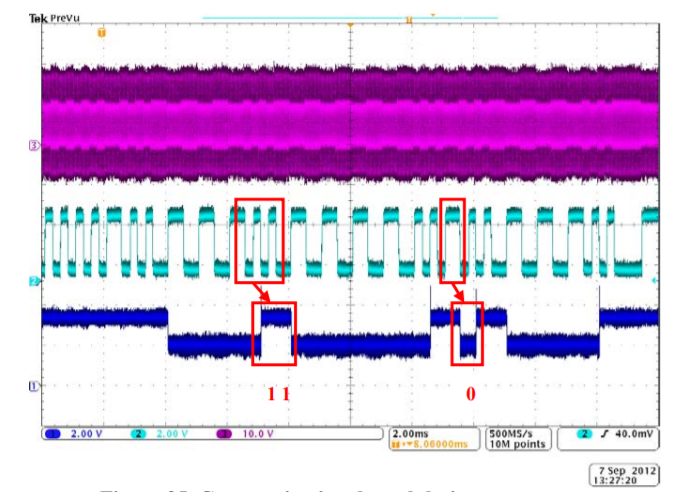 Tek PreVu
T
3
2
1
1 1
0
1 2.00 V 2 2.00 V 3 10.0 V
2.00ms
8.06000ms
500MS/s
10M points
2 40.0mV
7 Sep 2012
13:27:20